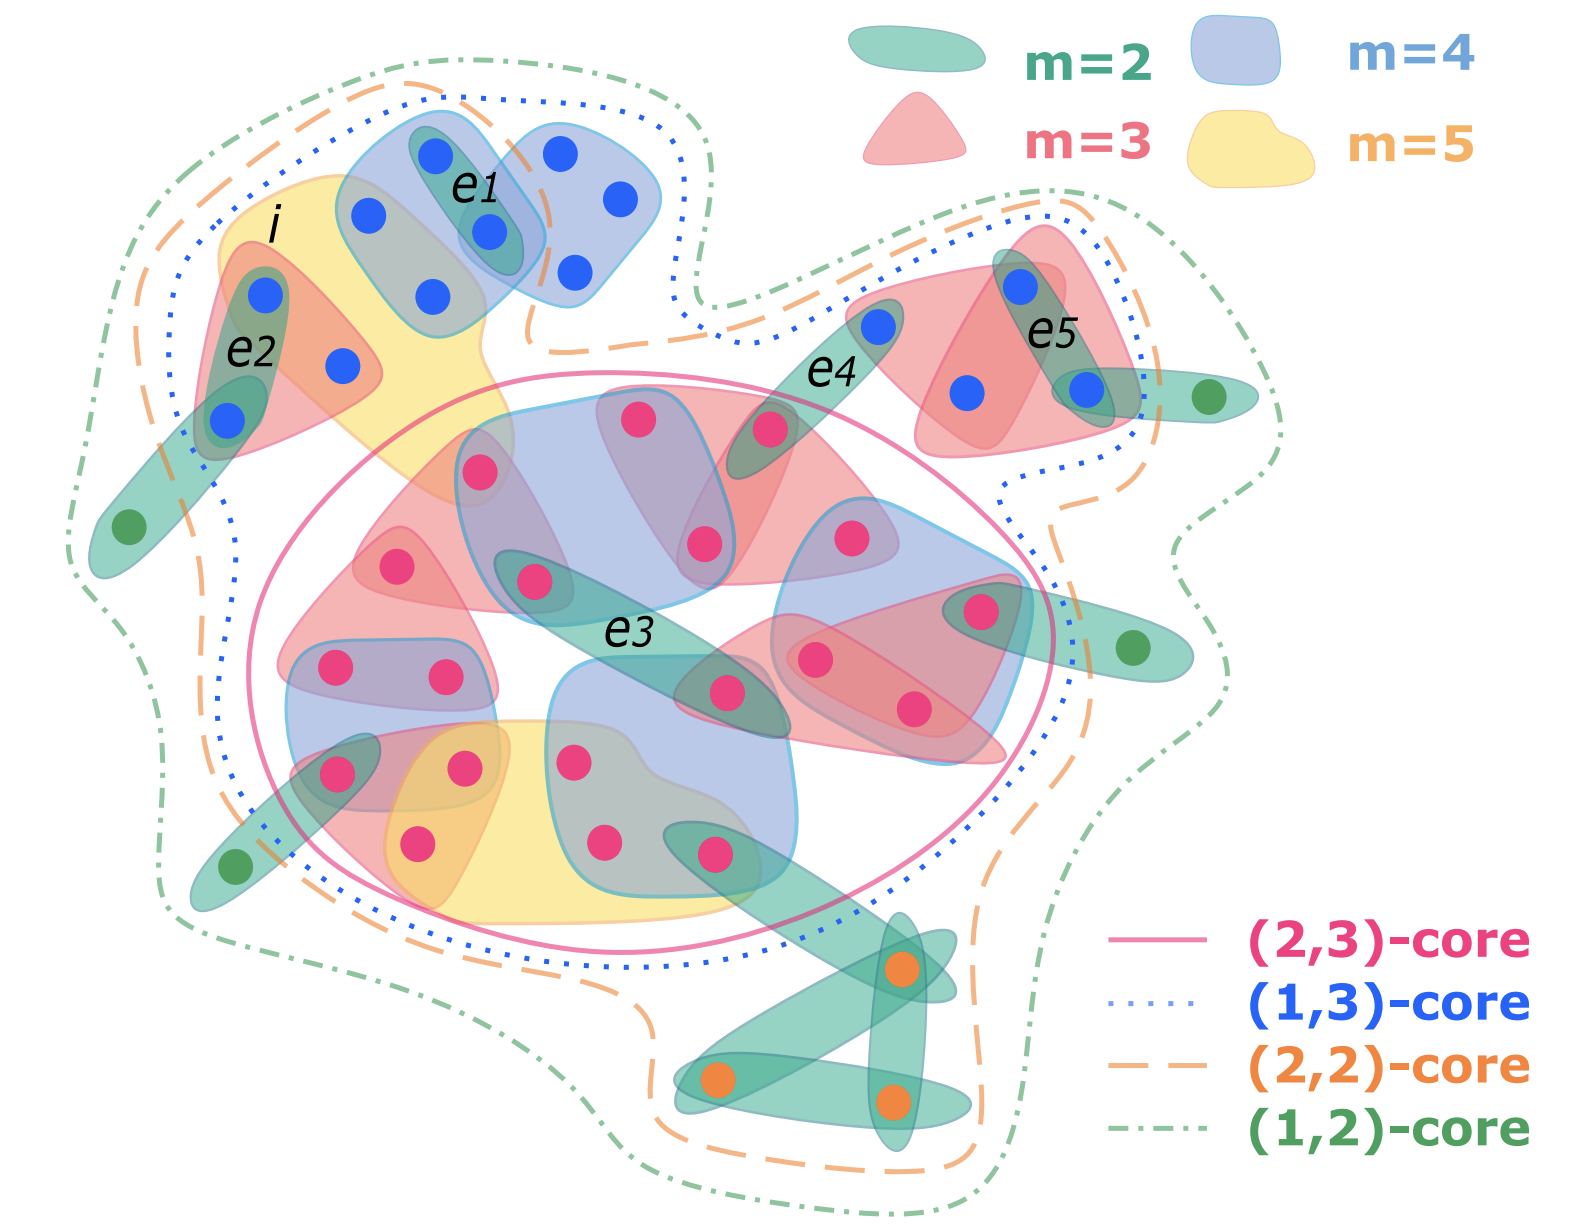 m=2
m=4
m=3
m=5
e1
i
e2
e4
e5
e3
(2,3)-core
(1,3)-core
(2,2)-core
(1,2)-core